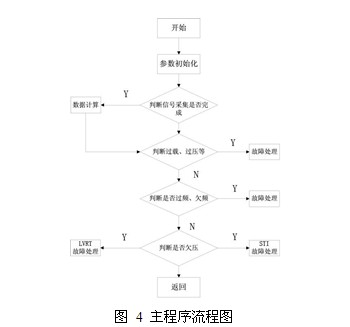 开始
参数初始化
Y
数据计算
判断信号采集是否完
成
判断过载、过压等
Y
故障处理
N
判断是否过频、欠频
Y
故障处理
N
Y
LVRT
故障处理
判断是否欠压
Y
STI
故障处理
返回
图 4 主程序流程图